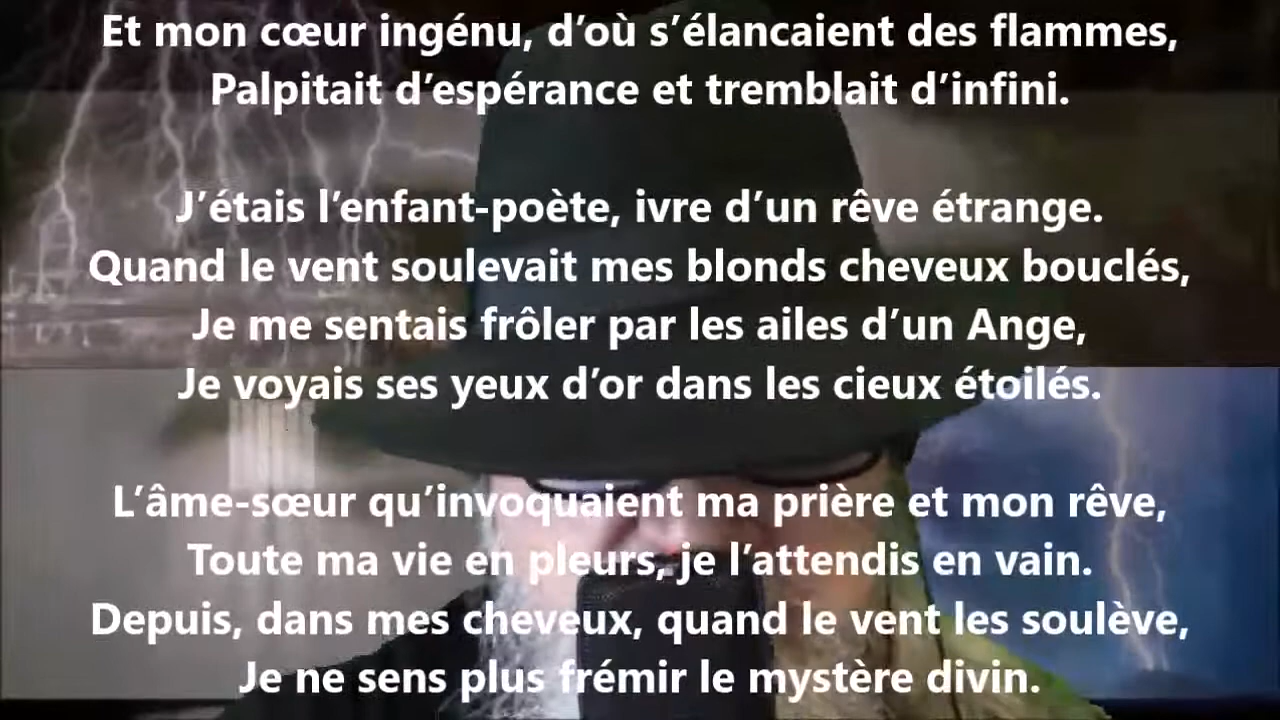 Et mon cœur ingénu, d’où s’élancaient des flammes,
Palpitait d’espérance et tremblait d’infini.
J’étais l’enfant-poète, ivre d’un rêve étrange.
Quand le vent soulevait mes blonds cheveux bouclés,
Je me sentais frôler par les ailes d’un Ange,
Je voyais ses yeux d’or dans les cieux étoilés.
L’âme-sœur qu’invoquaient ma prière et mon rêve,
Toute ma vie en pleurs, je l’attendis en vain.
Depuis, dans mes cheveux, quand le vent les soulève,
Je ne sens plus frémir le mystère divin.